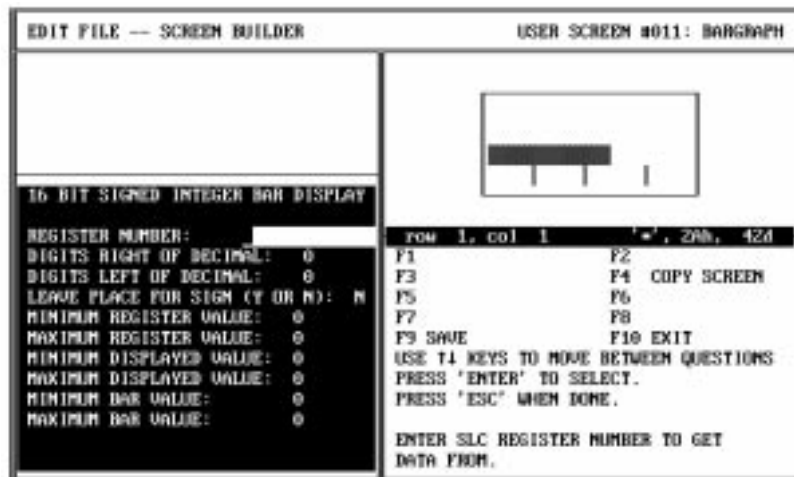 EDIT FILE -- SCREEN BUILDER
USER SCREEN #011: BARGRAPH
16 BIT SIGNED INTEGER BAR DISPLAY
REGISTER NUMBER:
DIGITS RIGHT OF DECIMAL: 0
DIGITS LEFT OF DECIMAL: 0
LEAVE PLACE FOR SIGN (Y OR N): N
MINIMUM REGISTER VALUE: 0
MAXIMUM REGISTER VALUE: 0
MINIMUM DISPLAYED VALUE: 0
MAXIMUM DISPLAYED VALUE: 0
MINIMUM BAR VALUE: 0
MAXIMUM BAR VALUE: 0
row 1, col 1 '*', 2Ah, 42d
F1 F2
F3 F4 COPY SCREEN
F5 F6
F7 F8
F9 SAVE F10 EXIT
USE ↑↓ KEYS TO MOVE BETWEEN QUESTIONS
PRESS 'ENTER' TO SELECT.
PRESS 'ESC' WHEN DONE.
ENTER SLC REGISTER NUMBER TO GET
DATA FROM.